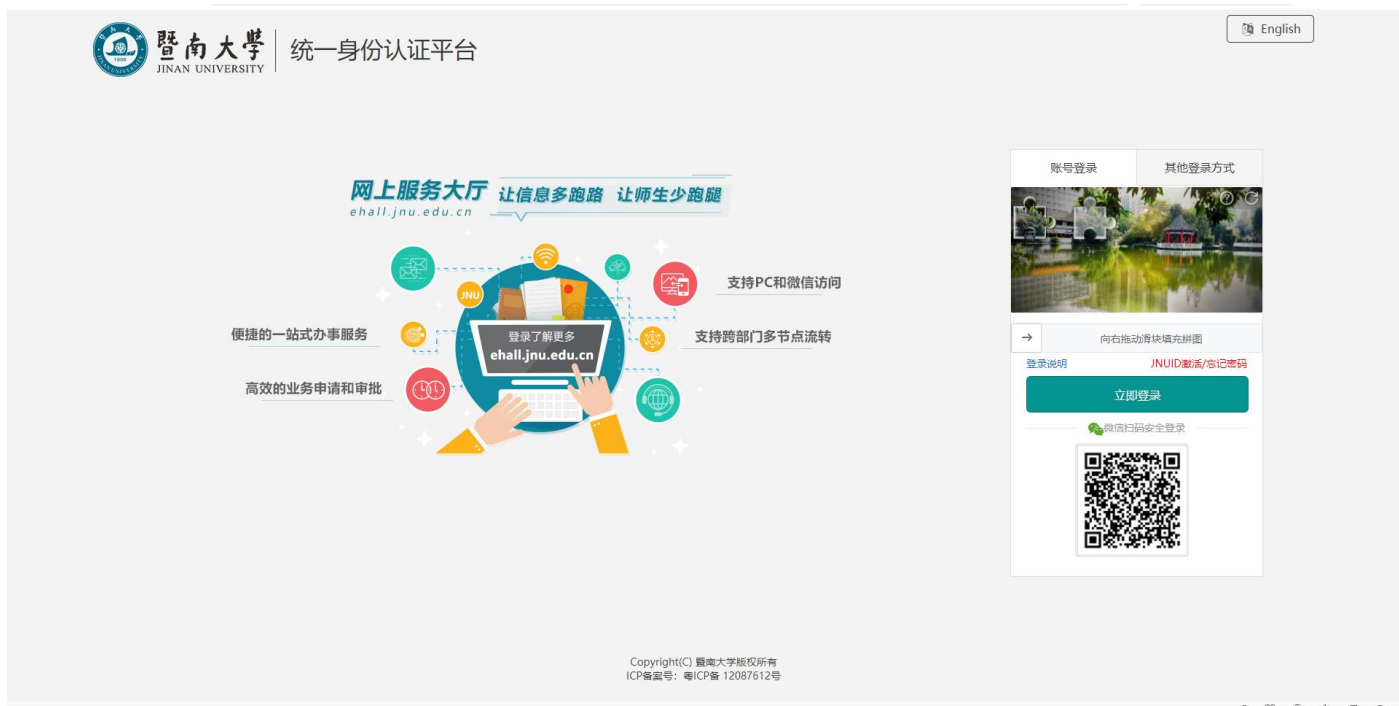 暨南大學
JINAN UNIVERSITY
1906
统一身份认证平台
English
网上服务大厅 让信息多跑路 让师生少跑腿
ehall.jnu.edu.cn
JNU
支持PC和微信访问
便捷的一站式办事服务
登录了解更多
ehall.jnu.edu.cn
支持跨部门多节点流转
高效的业务申请和审批
账号登录
其他登录方式
向右拖动滑块填充拼图
登录说明
JNUID激活/忘记密码
立即登录
微信扫码安全登录
Copyright(C) 暨南大学版权所有
ICP备案号：粤ICP备 12087612号